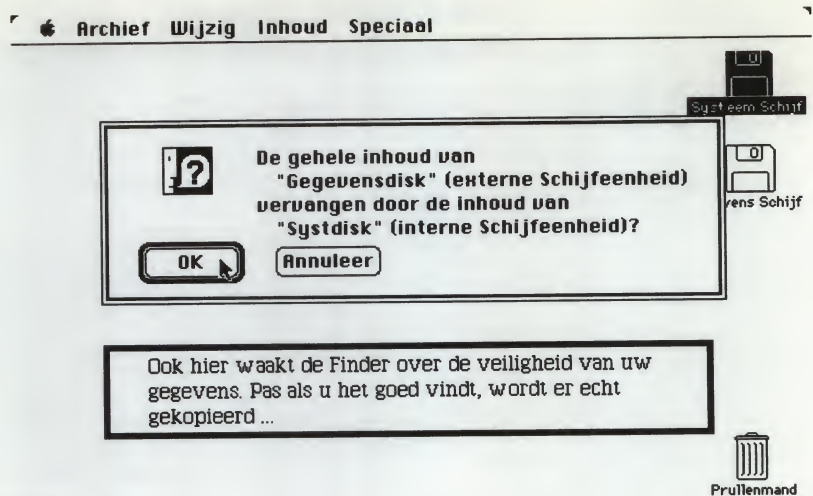 Archief Wijzig Inhoud Speciaal
Systeem Schijf
De gehele inhoud van
"Gegevensdisk" (externe Schijfeenheid)
vervangen door de inhoud van
"Systdisk" (interne Schijfeenheid)?
vens Schijf
OK Annuleer
Ook hier waakt de Finder over de veiligheid van uw
gegevens. Pas als u het goed vindt, wordt er echt
gekopieerd ...
Prullenmand